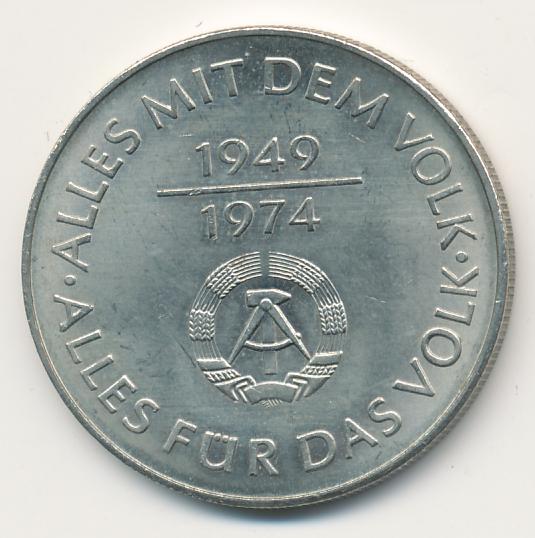 ALLES MIT DEM VOLK
1949
1974
· ALLES FÜR DAS VOLK ·